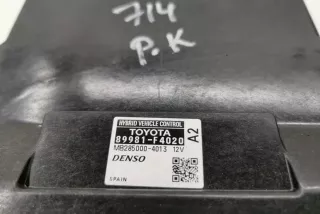 714
P.K
HYBRID VEHICLE CONTROL
TOYOTA
89981-F4020
A2
MB285000-4013 12V
DENSO
SPAIN